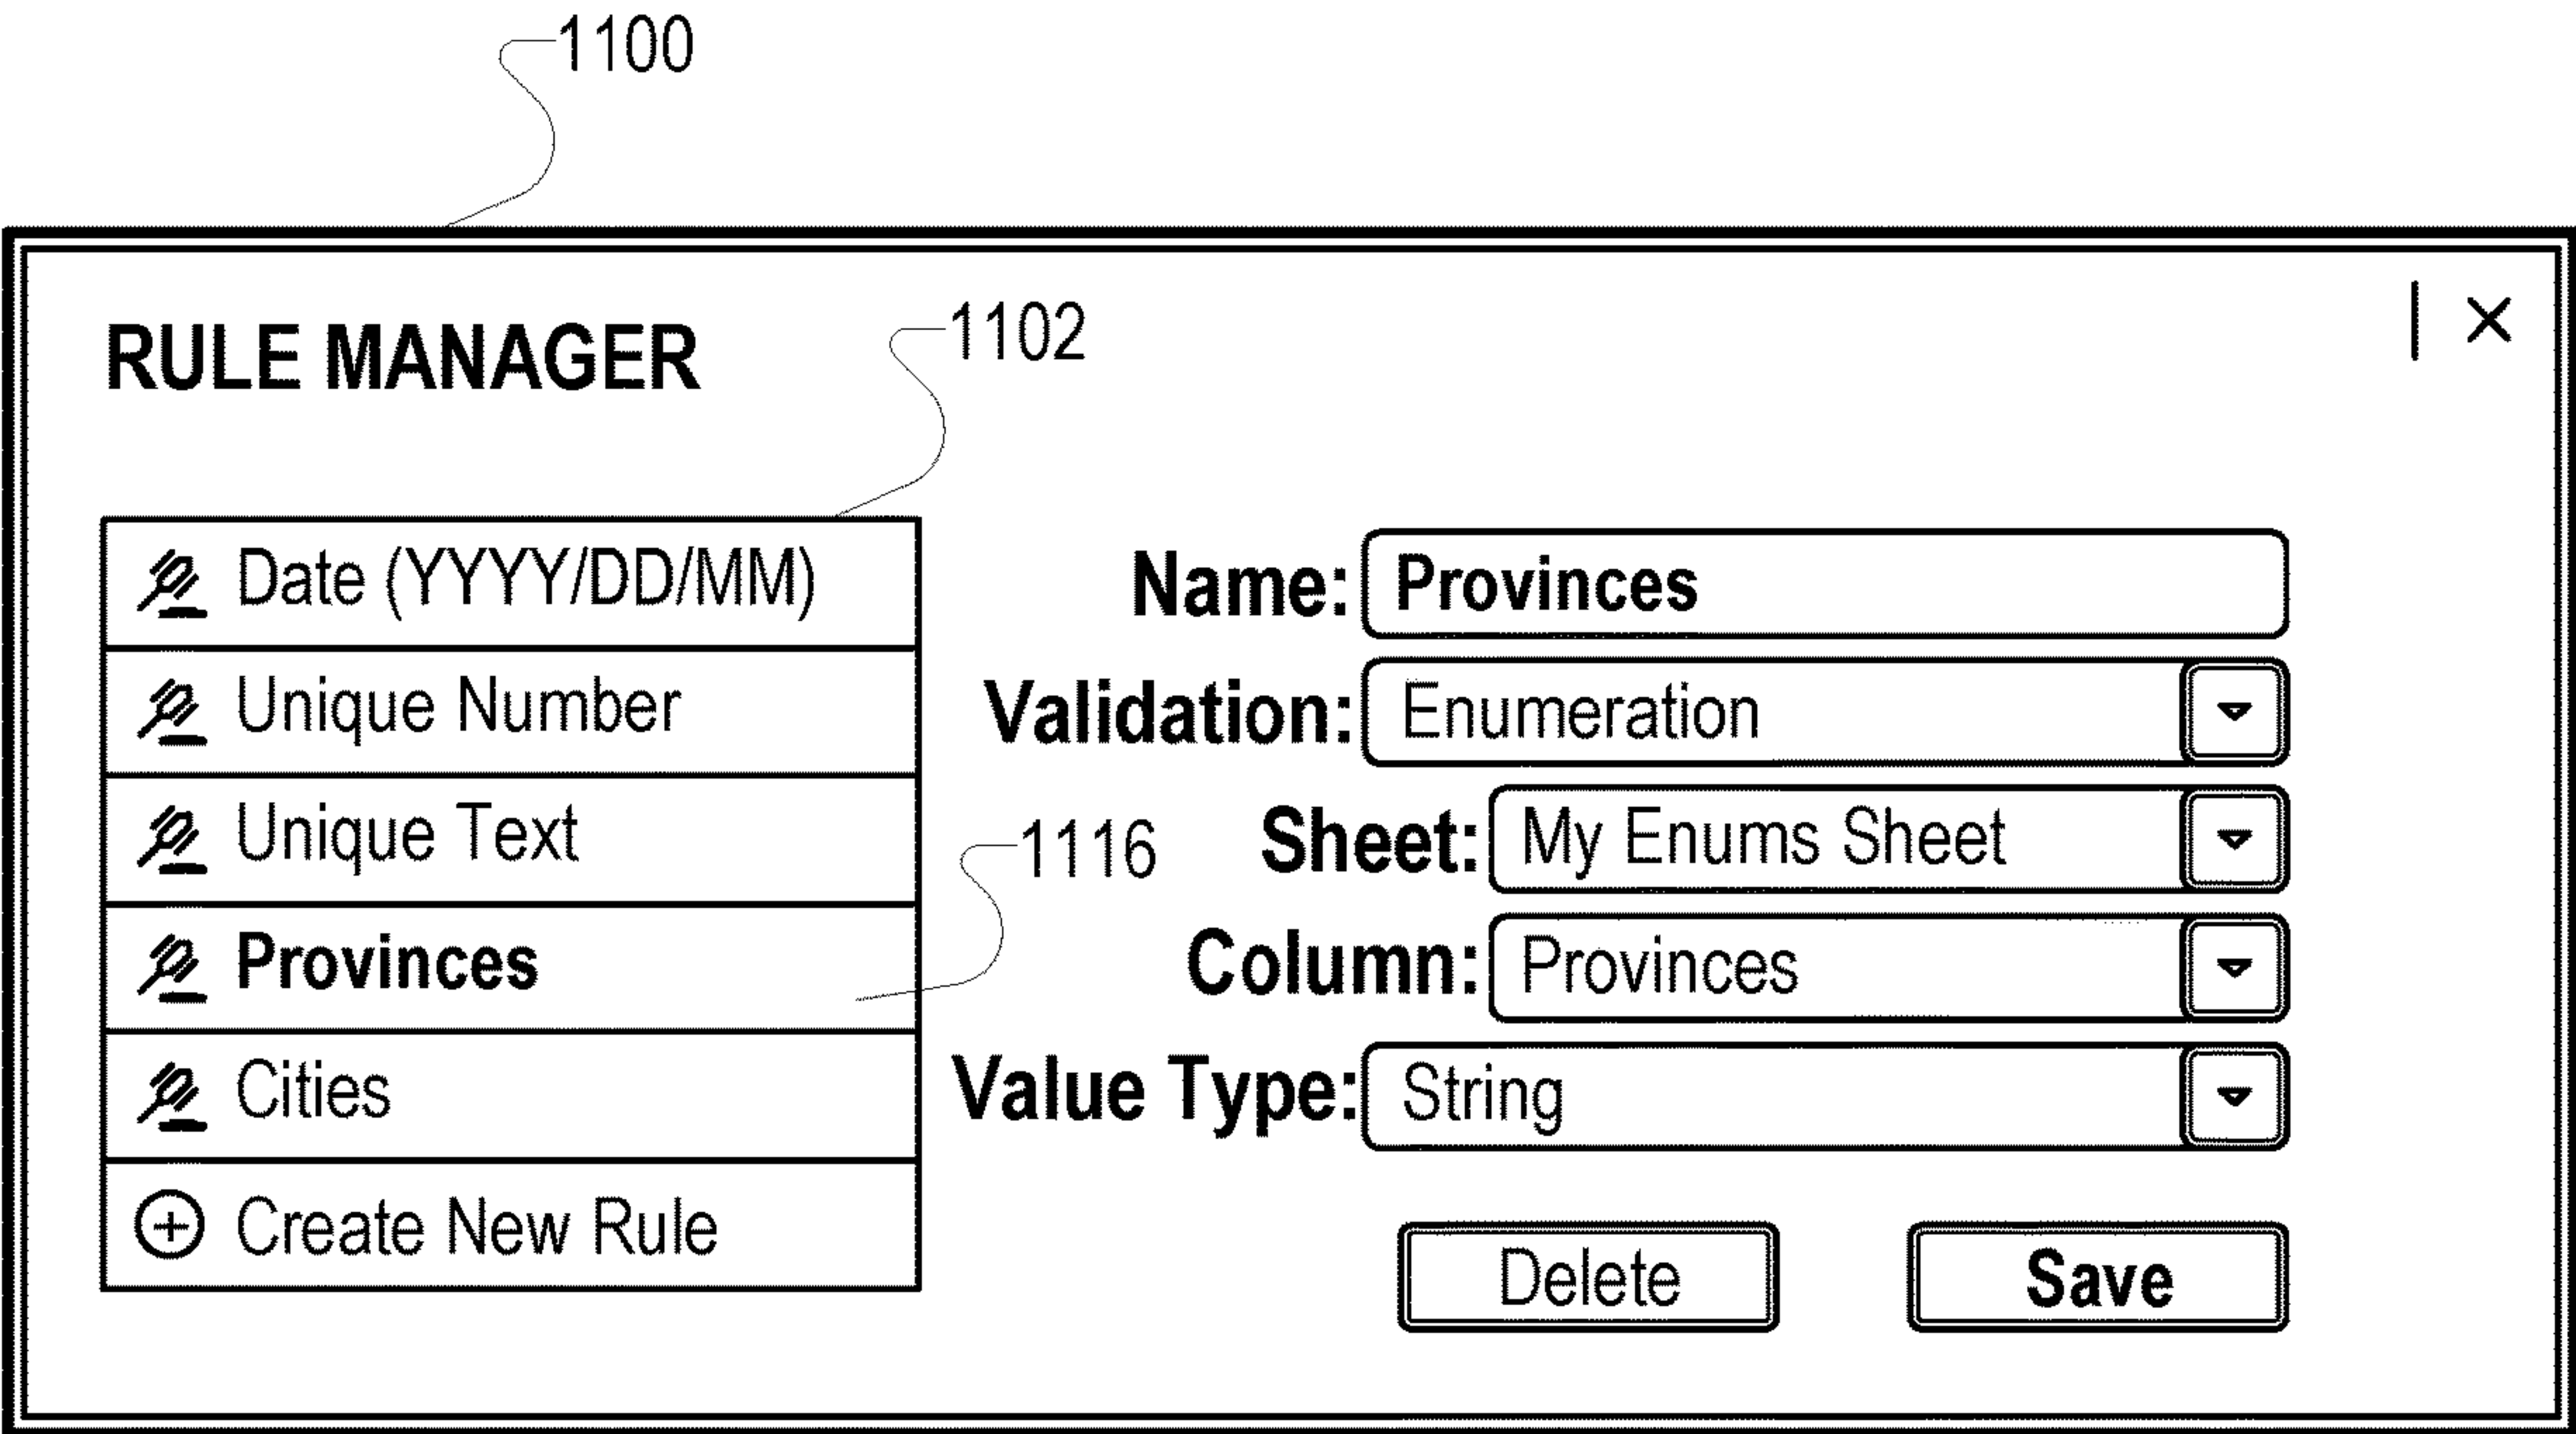 1100
RULE MANAGER
1102
Date (YYYY/DD/MM)
Unique Number
Unique Text
Provinces
1116
Cities
Create New Rule
Name: Provinces
Validation: Enumeration
Sheet: My Enums Sheet
Column: Provinces
Value Type: String
Delete
Save